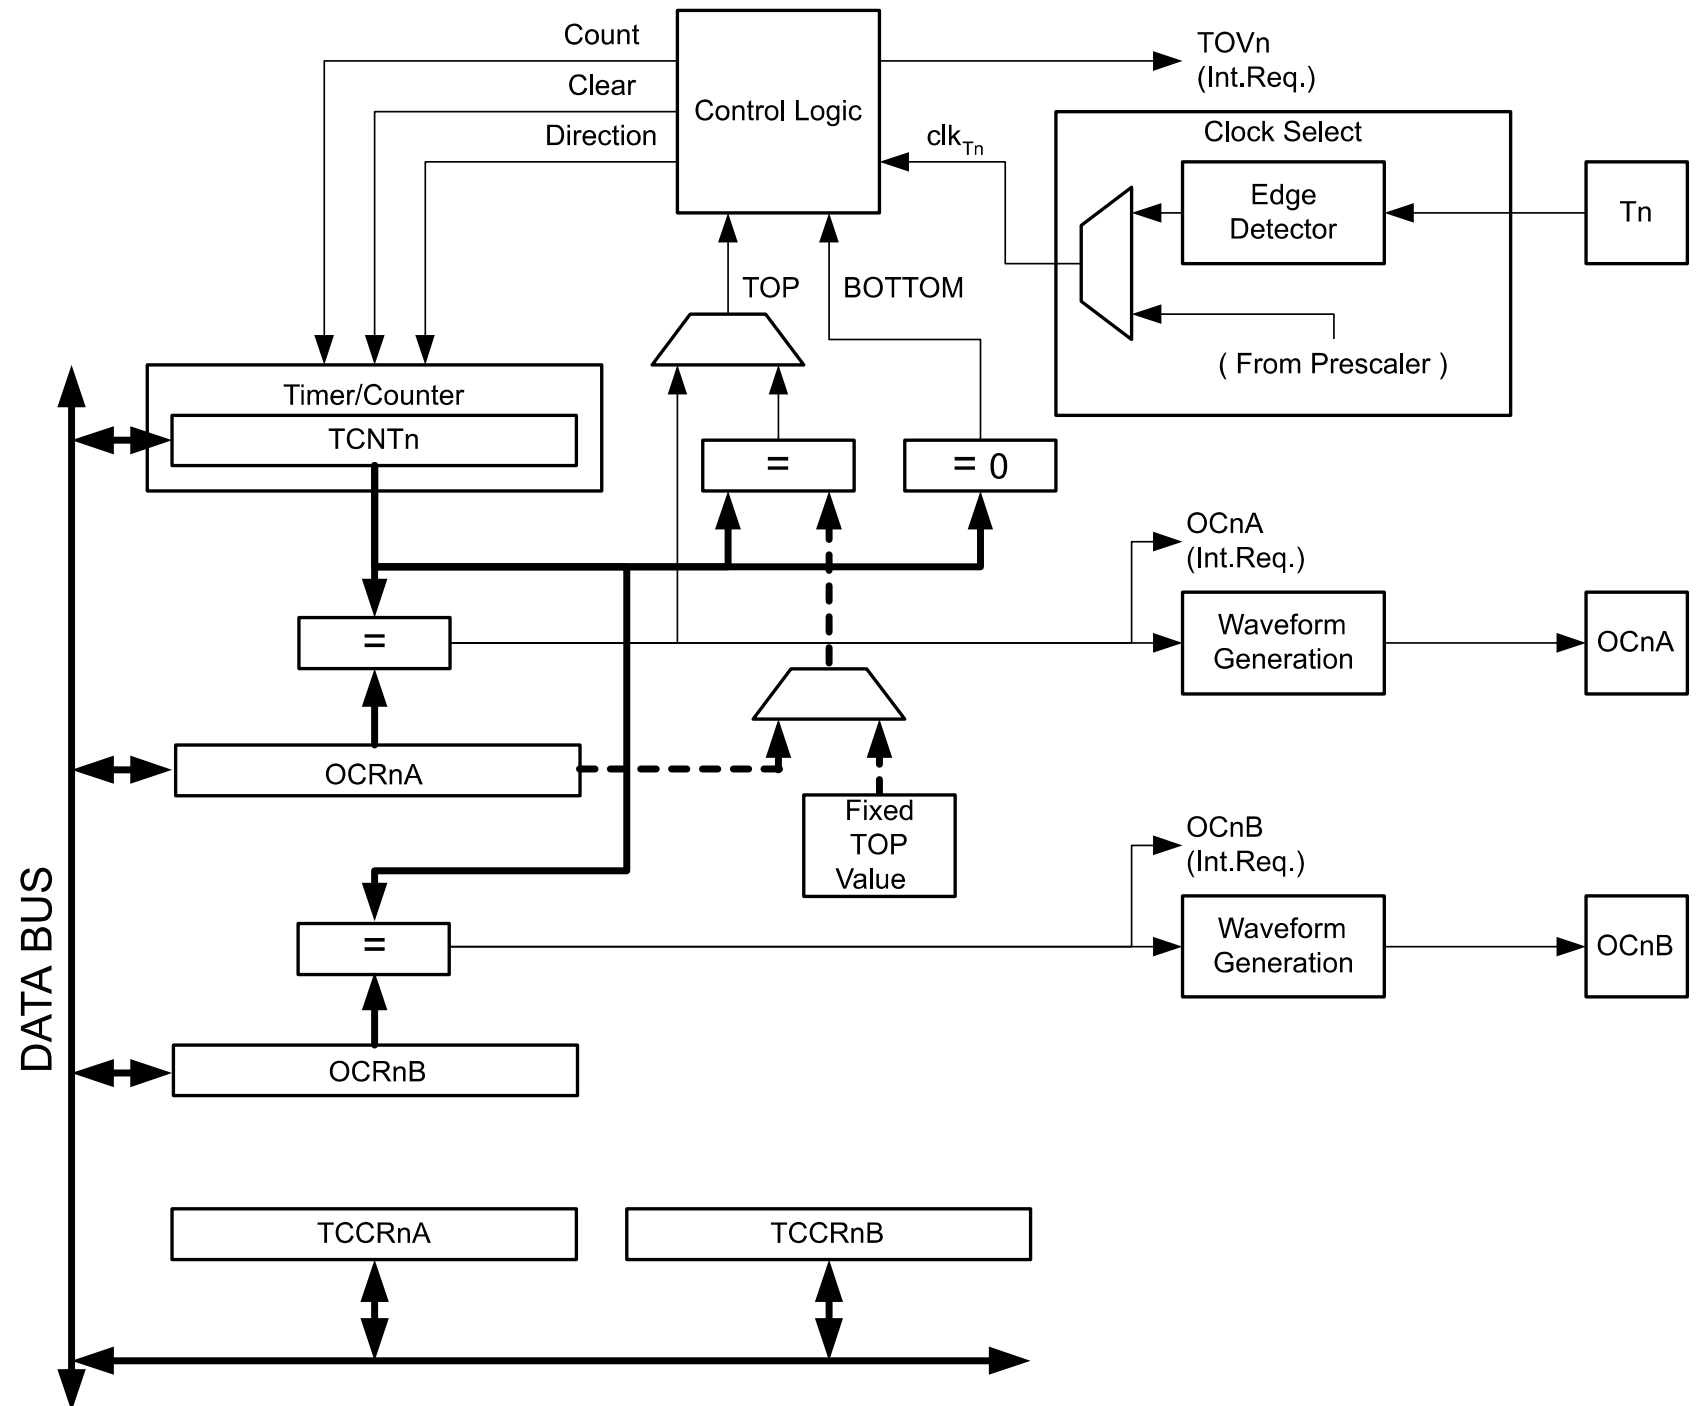 Count
Clear
Direction
Control Logic
TOVn
(Int.Req.)
clkTn
Clock Select
Edge
Detector
Tn
TOP
BOTTOM
( From Prescaler )
Timer/Counter
TCNTn
=
= 0
OCnA
(Int.Req.)
=
Waveform
Generation
OCnA
OCRnA
Fixed
TOP
Value
OCnB
(Int.Req.)
=
Waveform
Generation
OCnB
OCRnB
DATA BUS
TCCRnA
TCCRnB